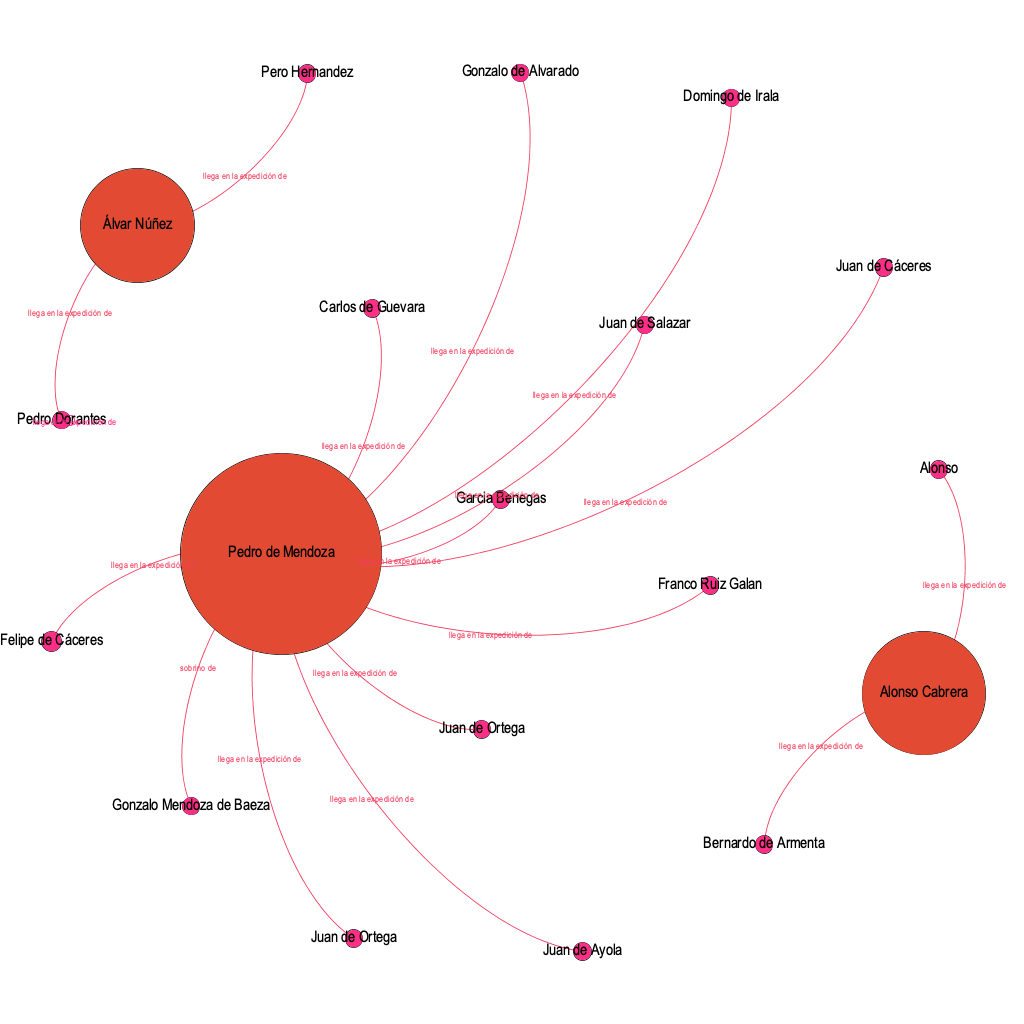 Pero Hernandez
Gonzalo de Alvarado
Domingo de Irala
llega en la expedición de
Álvar Núñez
Juan de Cáceres
Carlos de Guevara
llega en la expedición de
Juan de Salazar
llega en la expedición de
llega en la expedición de
Pedro Dorantes
llega en la expedición de
llega en la expedición de
Alonso
Garcia Benegas
llega en la expedición de
Pedro de Mendoza
llega en la expedición de
llega en la expedición
Franco Ruiz Galan
llega en la expedición de
llega en la expedición de
Felipe de Cáceres
sobrino de
llega en la expedición de
Alonso Cabrera
Juan de Ortega
llega en la expedición de
llega en la expedición de
llega en la expedición de
Gonzalo Mendoza de Baeza
Bernardo de Armenta
Juan de Ortega
Juan de Ayola